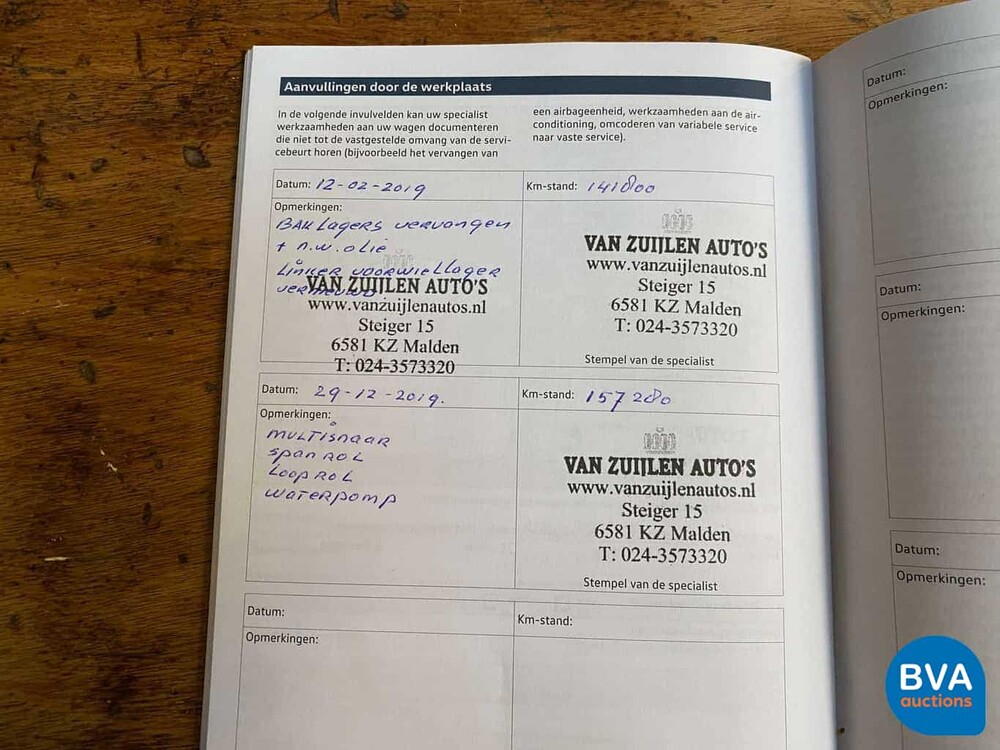 Aanvullingen door de werkplaats
In de volgende invulvelden kan uw specialist
werkzaamheden aan uw wagen documenteren
die niet tot de vastgestelde omvang van de servi-
cebeurt horen (bijvoorbeeld het vervangen van
een airbageenheid, werkzaamheden aan de air-
conditioning, omcoderen van variabele service
naar vaste service).
Datum: 12-02-2019
Km-stand: 141800
Opmerkingen:
BAK Lagers vervangen
+ n.w. olie
Linker voorwiellager
vernieuwd
VAN ZUIJLEN AUTO'S
www.vanzuijlenautos.nl
Steiger 15
6581 KZ Malden
T: 024-3573320
VAN ZUIJLEN AUTO'S
www.vanzuijlenautos.nl
Steiger 15
6581 KZ Malden
T: 024-3573320
Stempel van de specialist
Datum: 29-12-2019.
Km-stand: 157280
Opmerkingen:
multisnaar
spanrol
Looprol
waterpomp
VAN ZUIJLEN AUTO'S
www.vanzuijlenautos.nl
Steiger 15
6581 KZ Malden
T: 024-3573320
Stempel van de specialist
Datum:
Km-stand:
Opmerkingen:
Datum:
Opmerkingen:
Datum:
Opmerkingen:
Datum:
Opmerkingen:
BVA
auctions